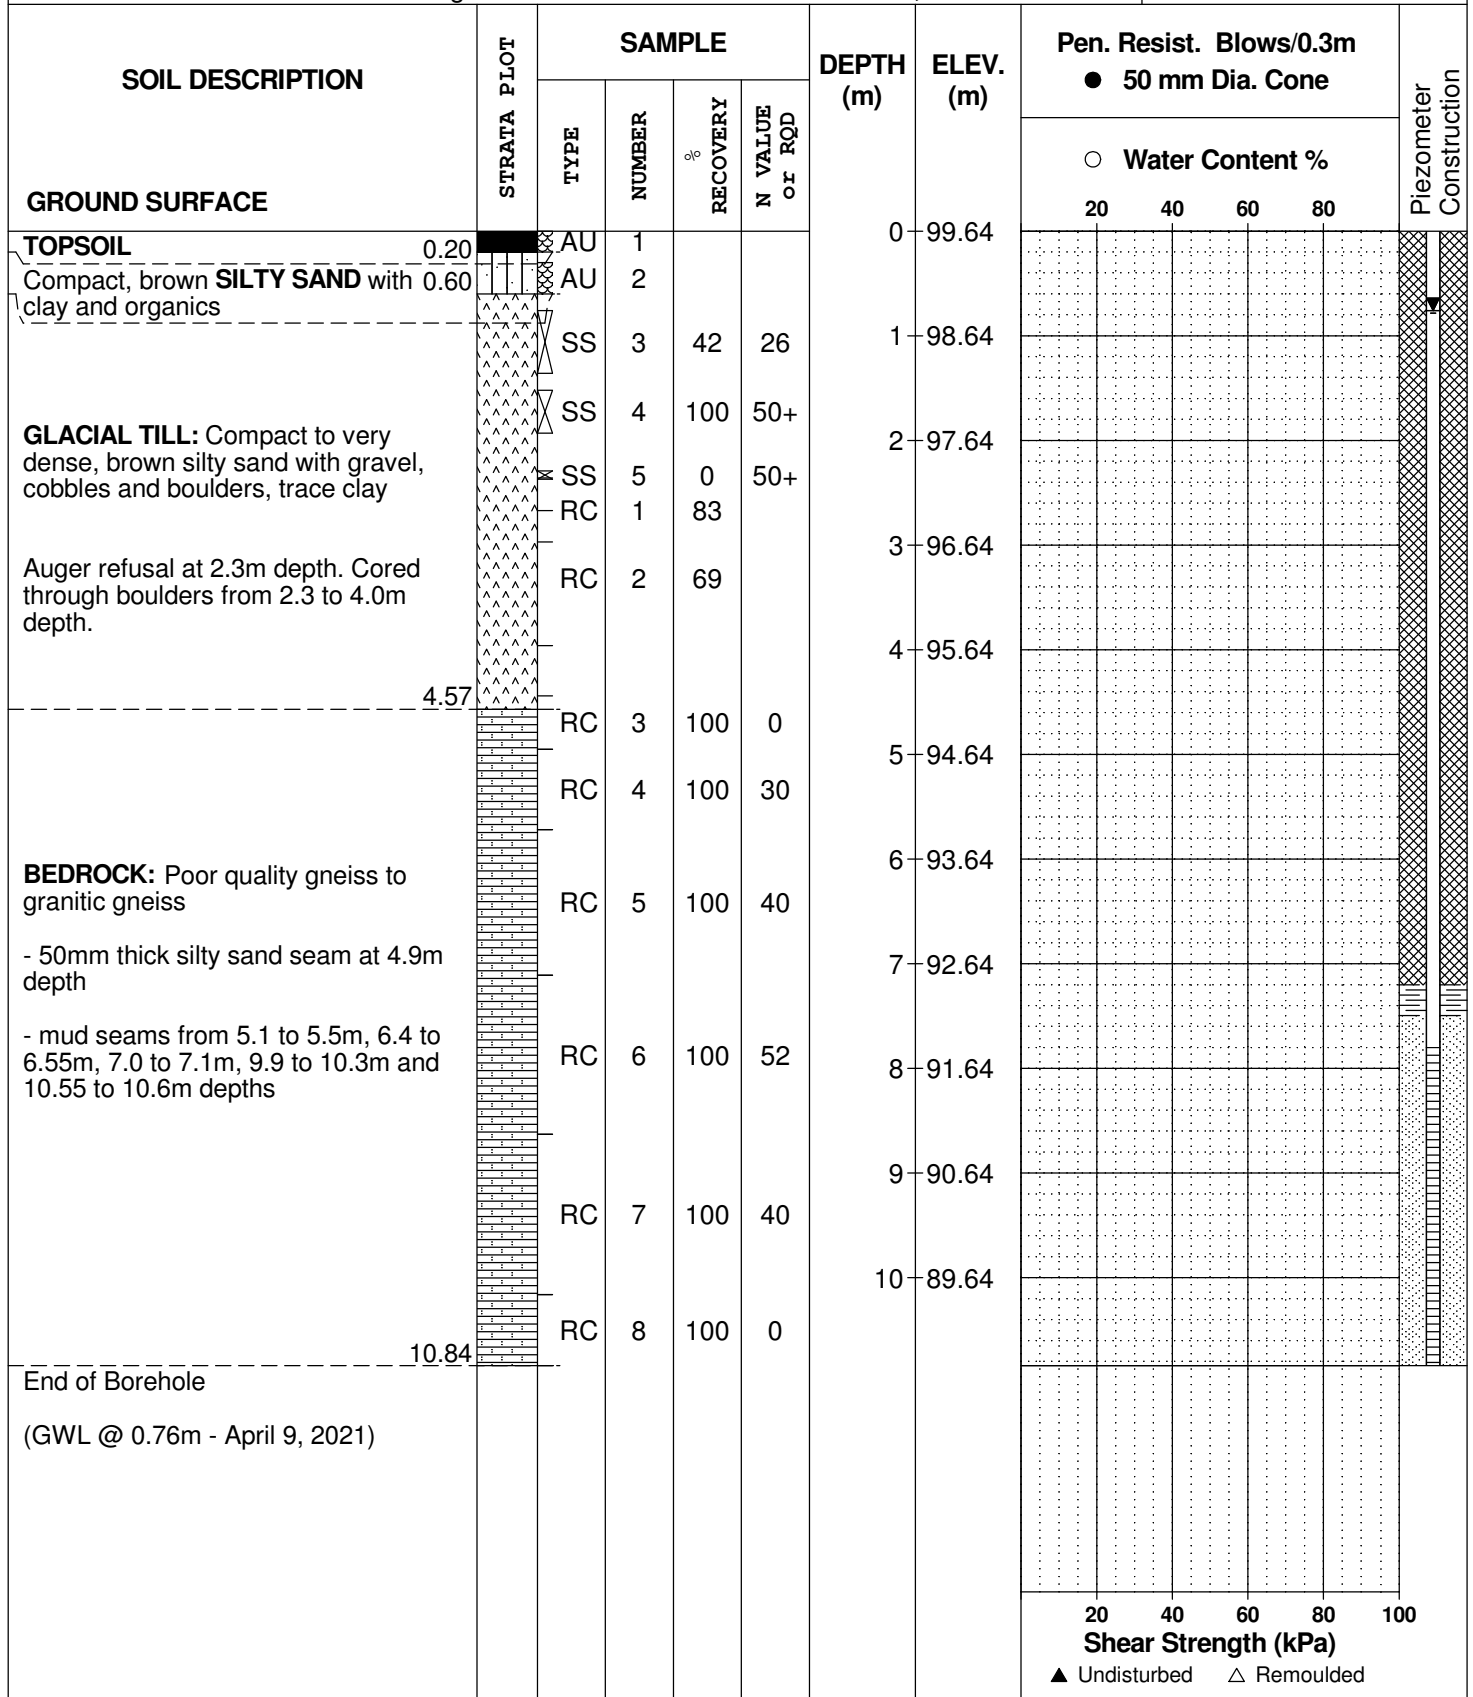 SOIL DESCRIPTION
GROUND SURFACE
STRATA PLOT
SAMPLE
TYPE
NUMBER
% RECOVERY
N VALUE or RQD
DEPTH (m)
ELEV. (m)
Pen. Resist. Blows/0.3m
● 50 mm Dia. Cone
○ Water Content %
20 40 60 80
Piezometer Construction
TOPSOIL 0.20
AU 1
0 99.64
Compact, brown SILTY SAND with 0.60
clay and organics
AU 2
SS 3 42 26
1 98.64
SS 4 100 50+
2 97.64
GLACIAL TILL: Compact to very
dense, brown silty sand with gravel,
cobbles and boulders, trace clay
SS 5 0 50+
RC 1 83
3 96.64
Auger refusal at 2.3m depth. Cored
through boulders from 2.3 to 4.0m
depth.
RC 2 69
4 95.64
4.57
RC 3 100 0
5 94.64
RC 4 100 30
6 93.64
BEDROCK: Poor quality gneiss to
granitic gneiss
RC 5 100 40
- 50mm thick silty sand seam at 4.9m
depth
7 92.64
- mud seams from 5.1 to 5.5m, 6.4 to
6.55m, 7.0 to 7.1m, 9.9 to 10.3m and
10.55 to 10.6m depths
RC 6 100 52
8 91.64
9 90.64
RC 7 100 40
10 89.64
RC 8 100 0
10.84
End of Borehole
(GWL @ 0.76m - April 9, 2021)
20 40 60 80 100
Shear Strength (kPa)
▲ Undisturbed △ Remoulded